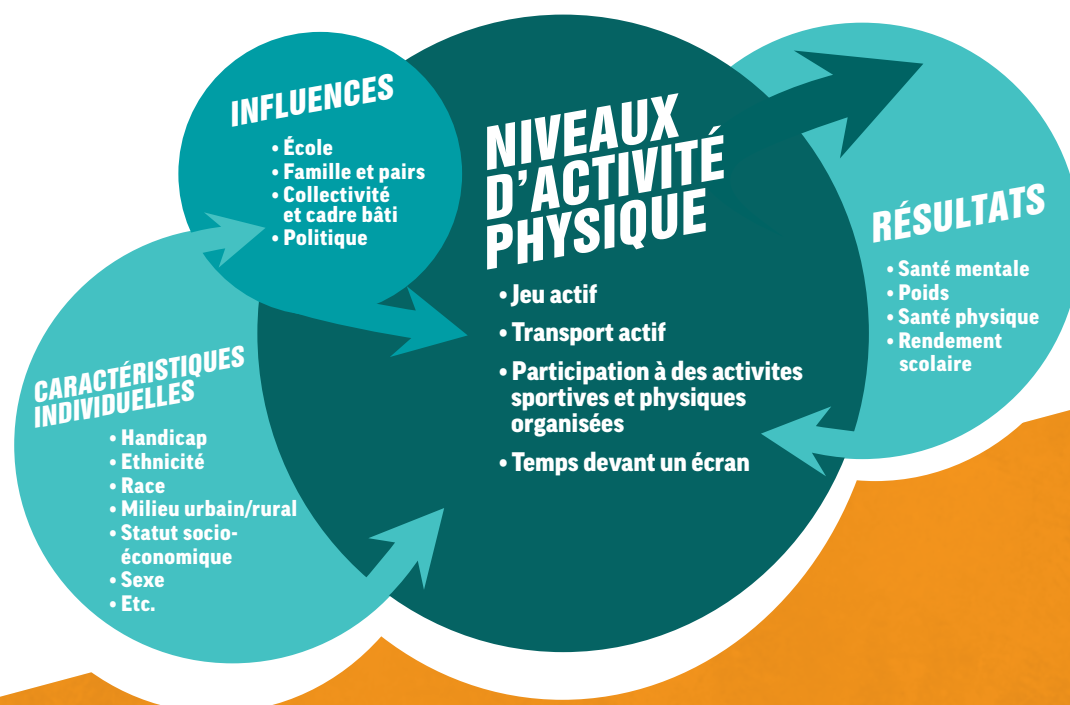 INFLUENCES
• École
• Famille et pairs
• Collectivité
et cadre bâti
• Politique
CARACTÉRISTIQUES
INDIVIDUELLES
• Handicap
• Ethnicité
• Race
• Milieu urbain/rural
• Statut socio-
économique
• Sexe
• Etc.
NIVEAUX
D'ACTIVITÉ
PHYSIQUE
• Jeu actif
• Transport actif
• Participation à des activites
sportives et physiques
organisées
• Temps devant un écran
RÉSULTATS
• Santé mentale
• Poids
• Santé physique
• Rendement
scolaire